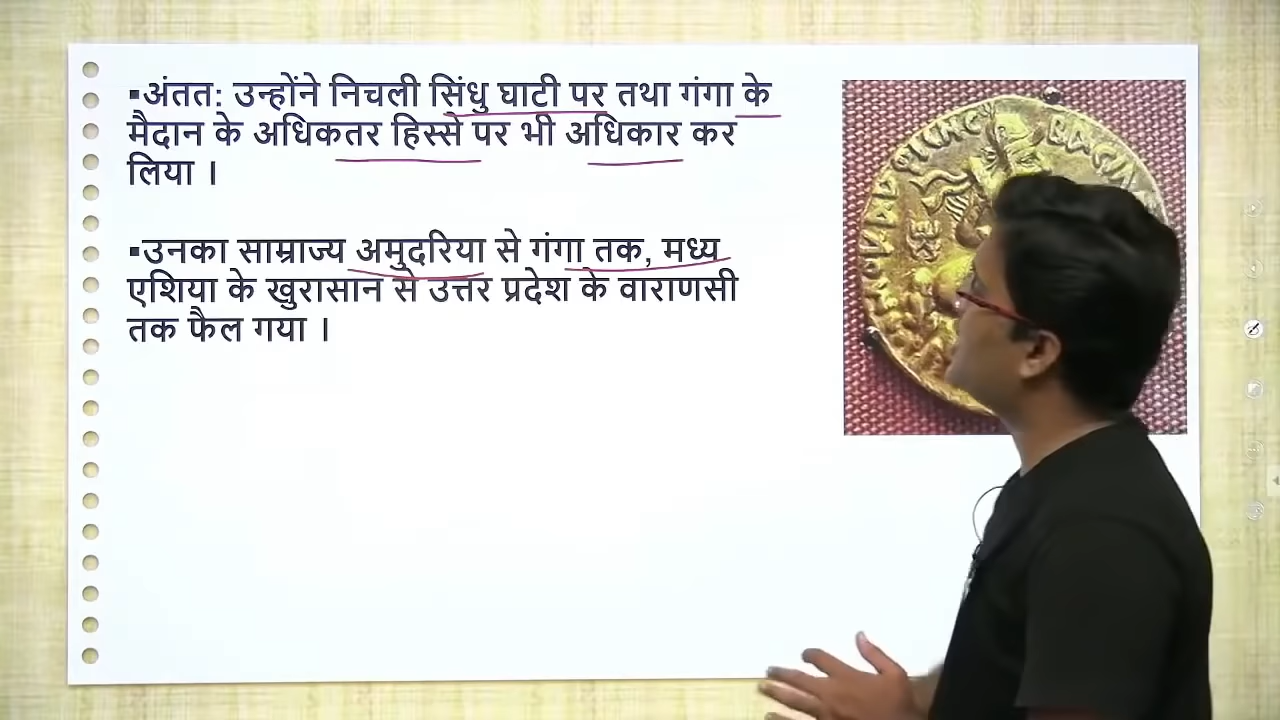 ▪अंतत: उन्होंने निचली सिंधु घाटी पर तथा गंगा के
मैदान के अधिकतर हिस्से पर भी अधिकार कर
लिया ।
▪उनका साम्राज्य अमुदरिया से गंगा तक, मध्य
एशिया के खुरासान से उत्तर प्रदेश के वाराणसी
तक फैल गया ।